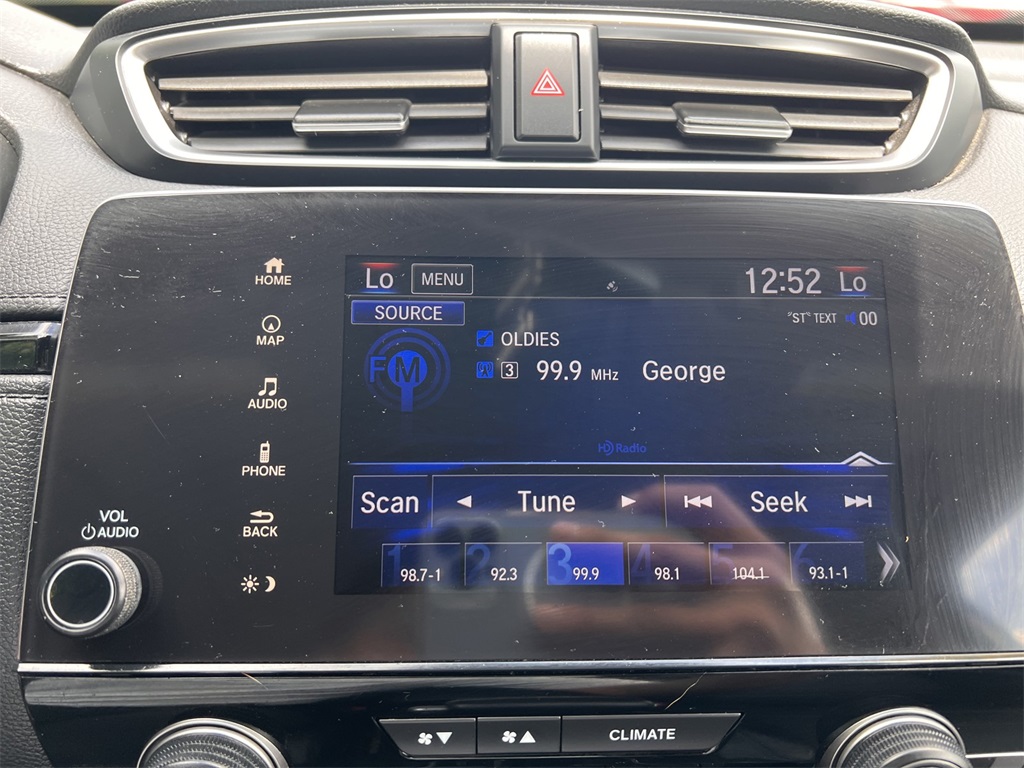 Lo MENU 12:52 Lo
SOURCE
"ST" TEXT 00
OLDIES
FM
3 99.9 MHz George
HD Radio
Scan Tune Seek
1 98.7-1 2 92.3 3 99.9 4 98.1 5 104.1 6 93.1-1
HOME
MAP
AUDIO
PHONE
BACK
VOL
AUDIO
CLIMATE